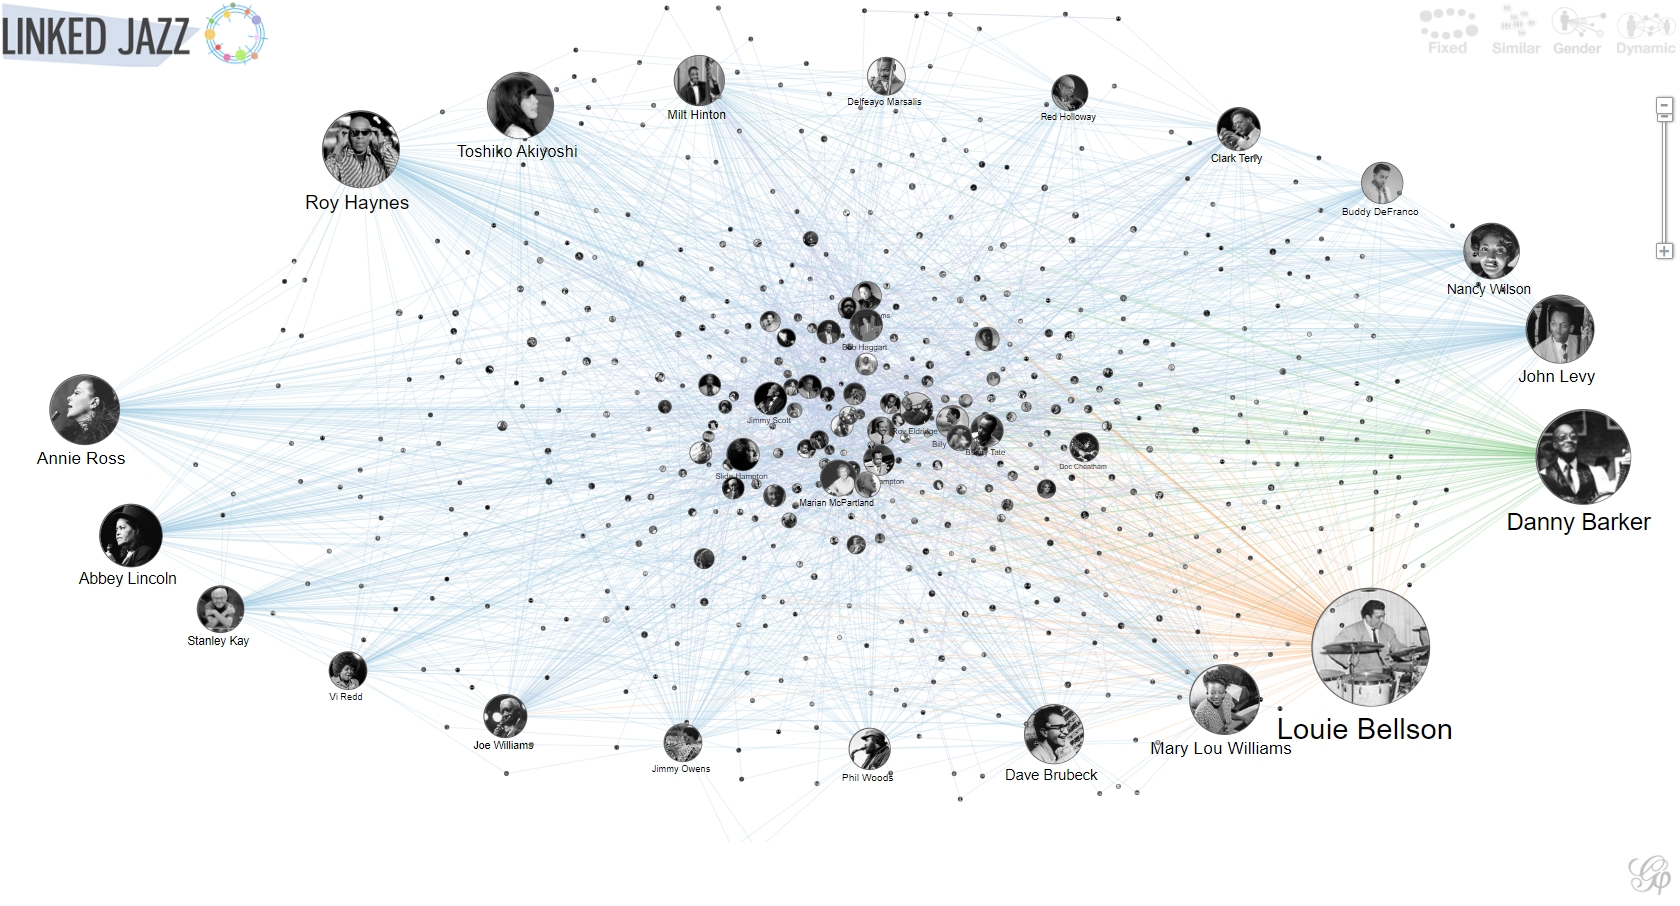 LINKED JAZZ
Fixed
Similar
Gender
Dynamic
Milt Hinton
Delfeayo Marsalis
Red Holloway
Toshiko Akiyoshi
Clark Terry
Roy Haynes
Buddy DeFranco
Nancy Wilson
Bob Haggart
John Levy
Jimmy Scott
Roy Eldridge
Billy
Buddy Tate
Annie Ross
Doc Cheatham
Slide Hampton
Marian McPartland
Danny Barker
Abbey Lincoln
Stanley Kay
Vi Redd
Louie Bellson
Joe Williams
Mary Lou Williams
Jimmy Owens
Phil Woods
Dave Brubeck